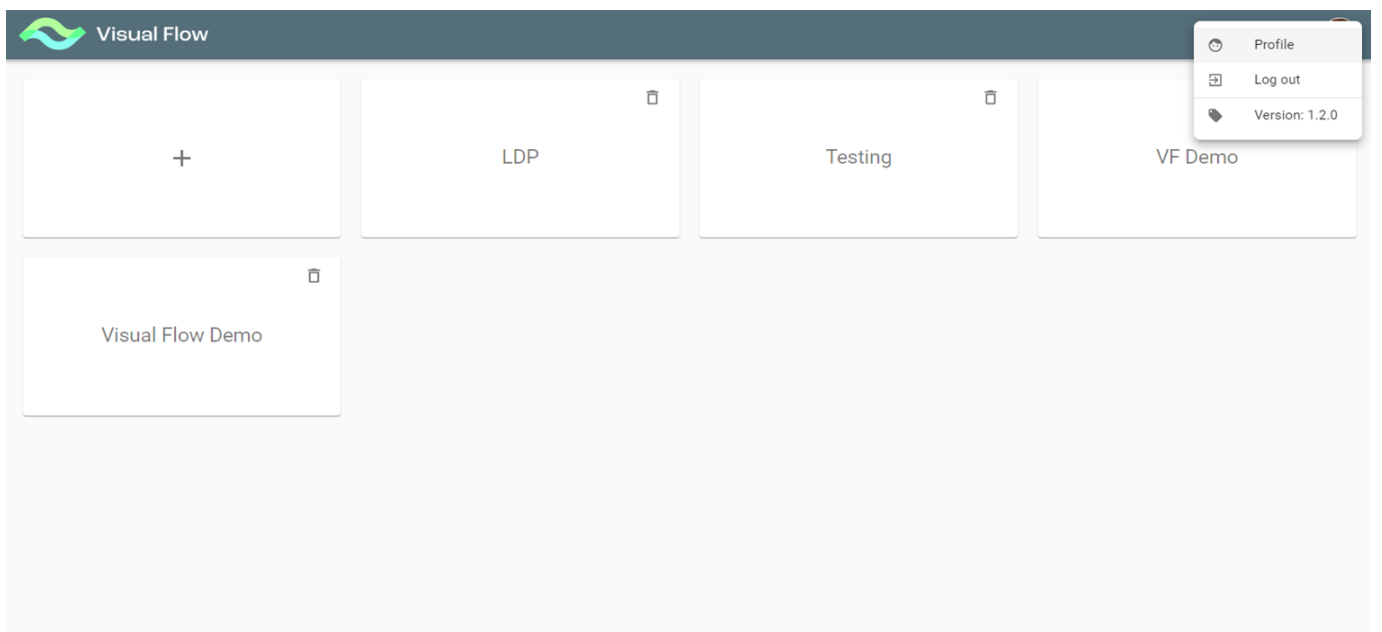 Visual Flow
Profile
Log out
Version: 1.2.0
LDP
Testing
VF Demo
Visual Flow Demo